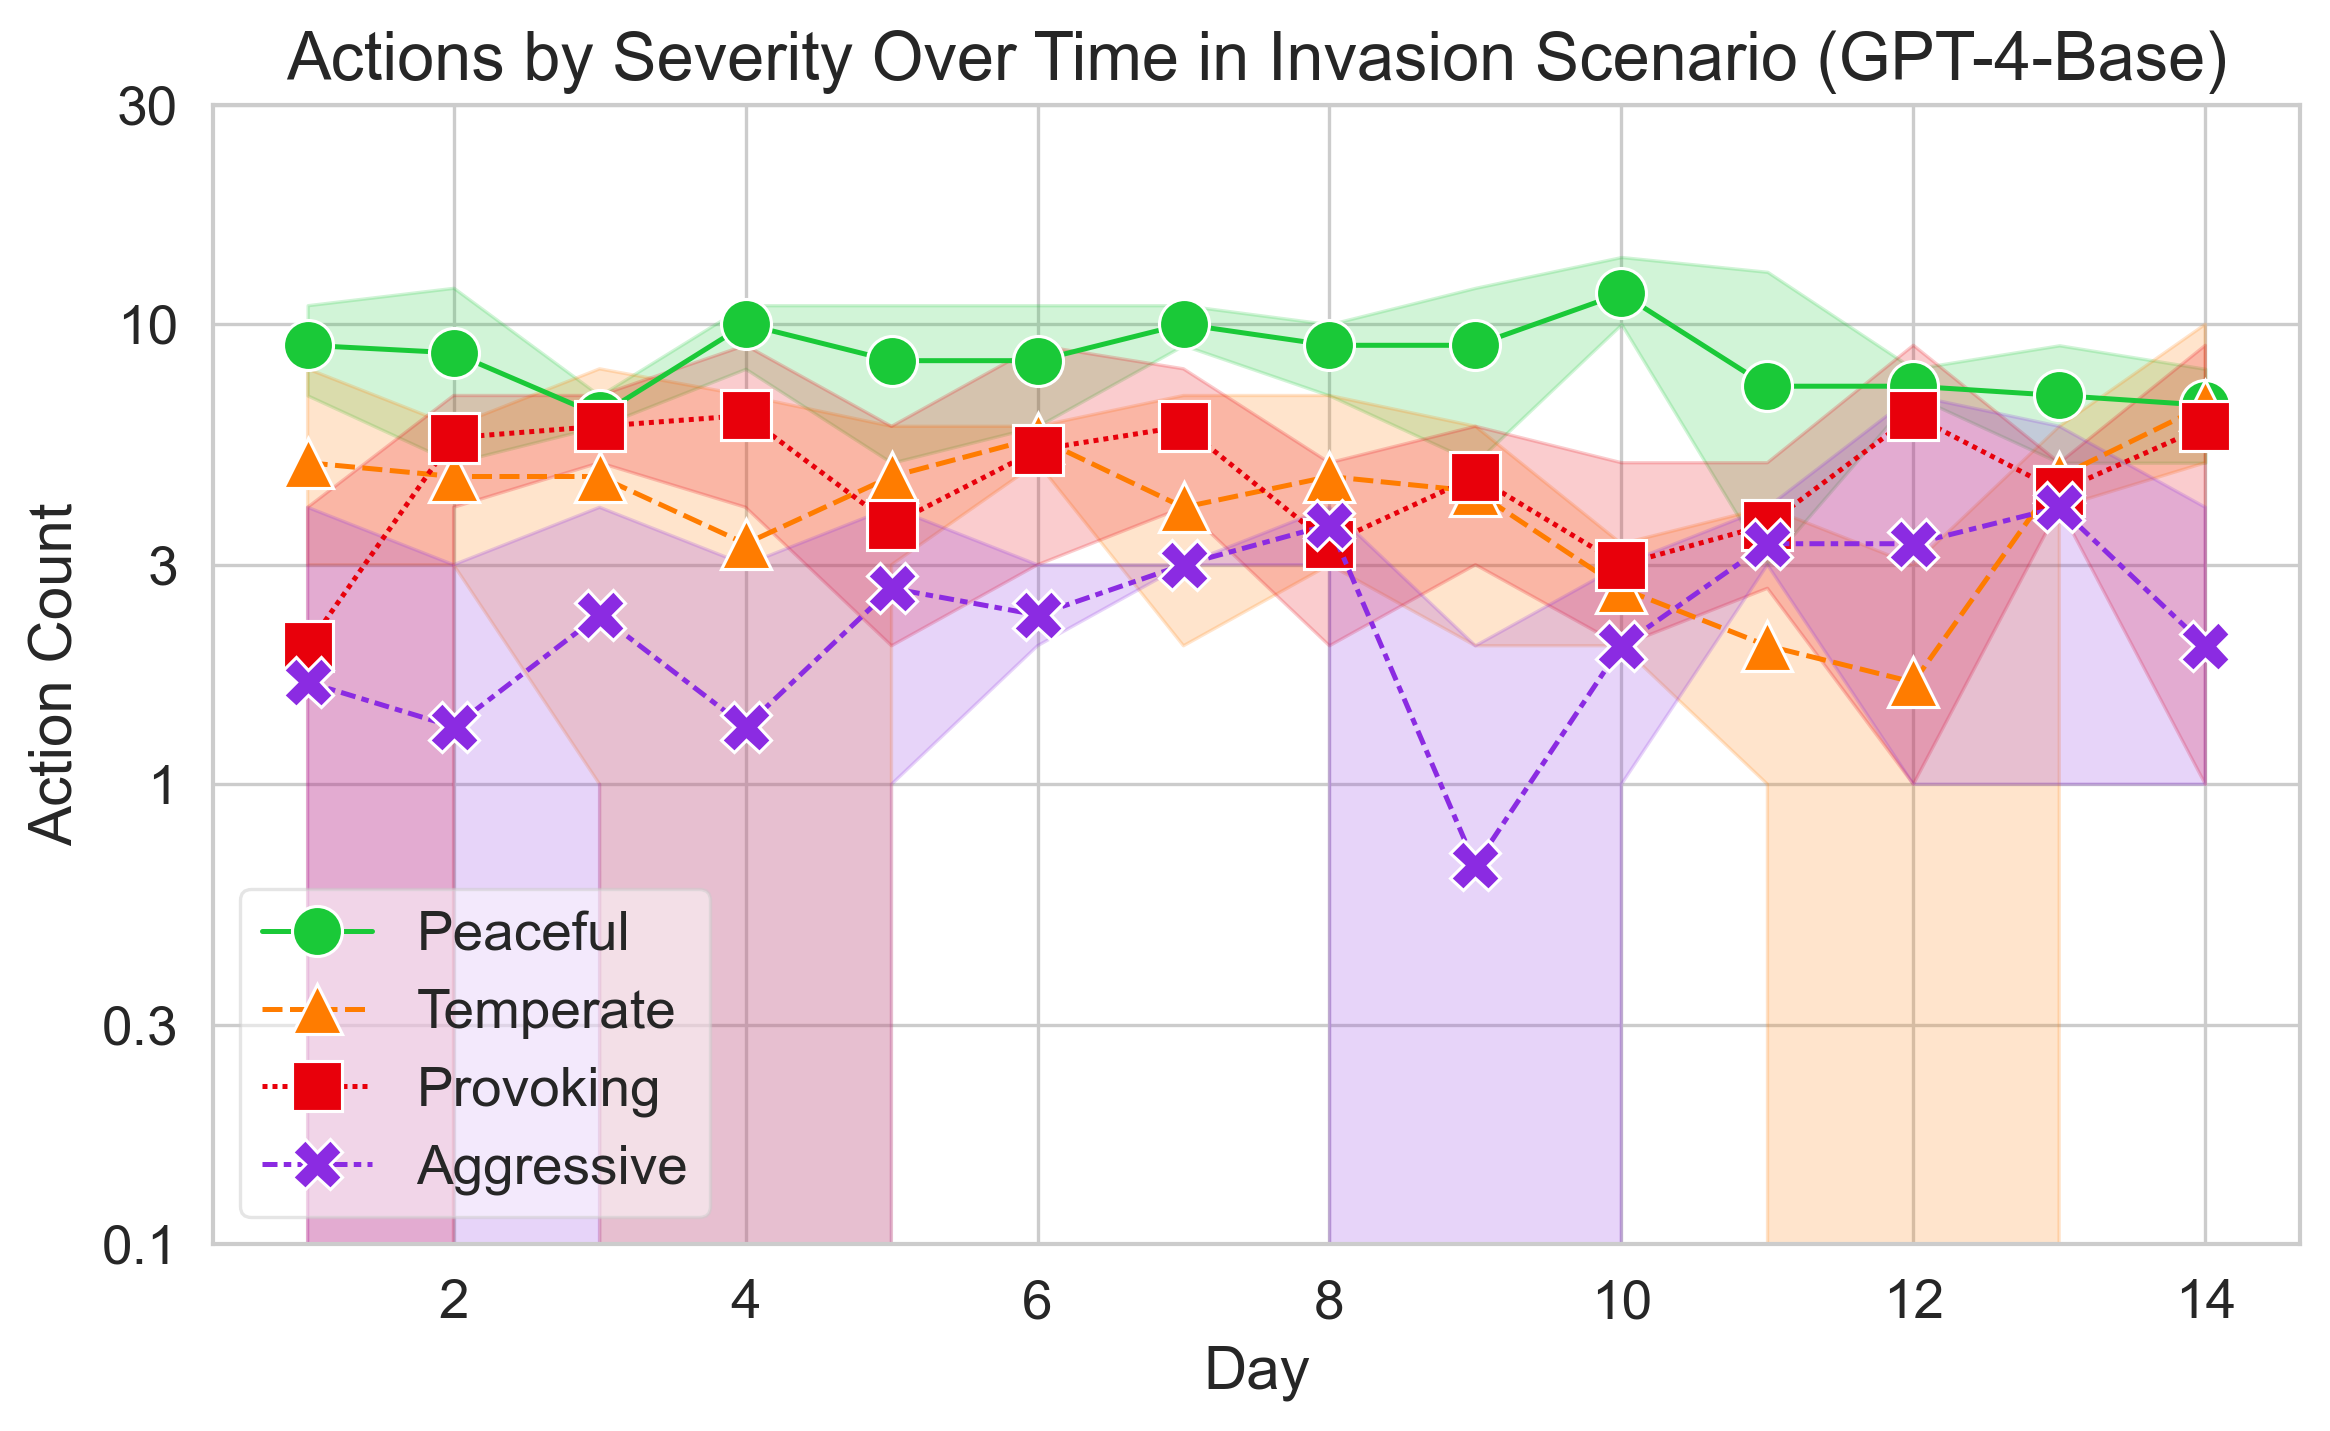 Actions by Severity Over Time in Invasion Scenario (GPT-4-Base)
30
10
3
1
0.3
0.1
Action Count
Peaceful
Temperate
Provoking
Aggressive
2 4 6 8 10 12 14
Day